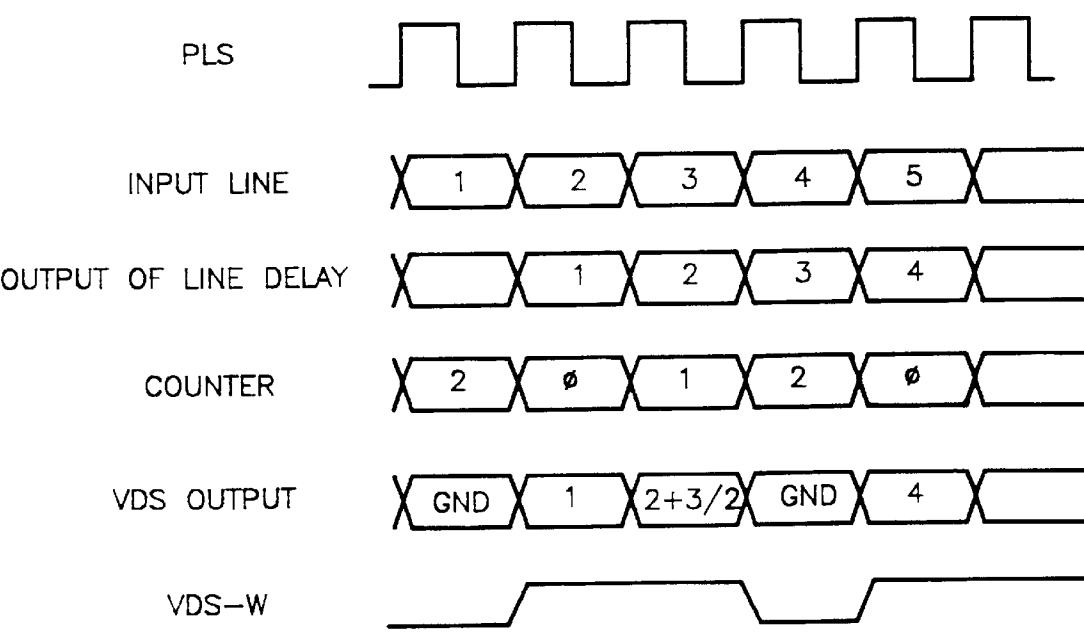 PLS
INPUT LINE 1 2 3 4 5
OUTPUT OF LINE DELAY 1 2 3 4
COUNTER 2 ø 1 2 ø
VDS OUTPUT GND 1 2+3/2 GND 4
VDS-W